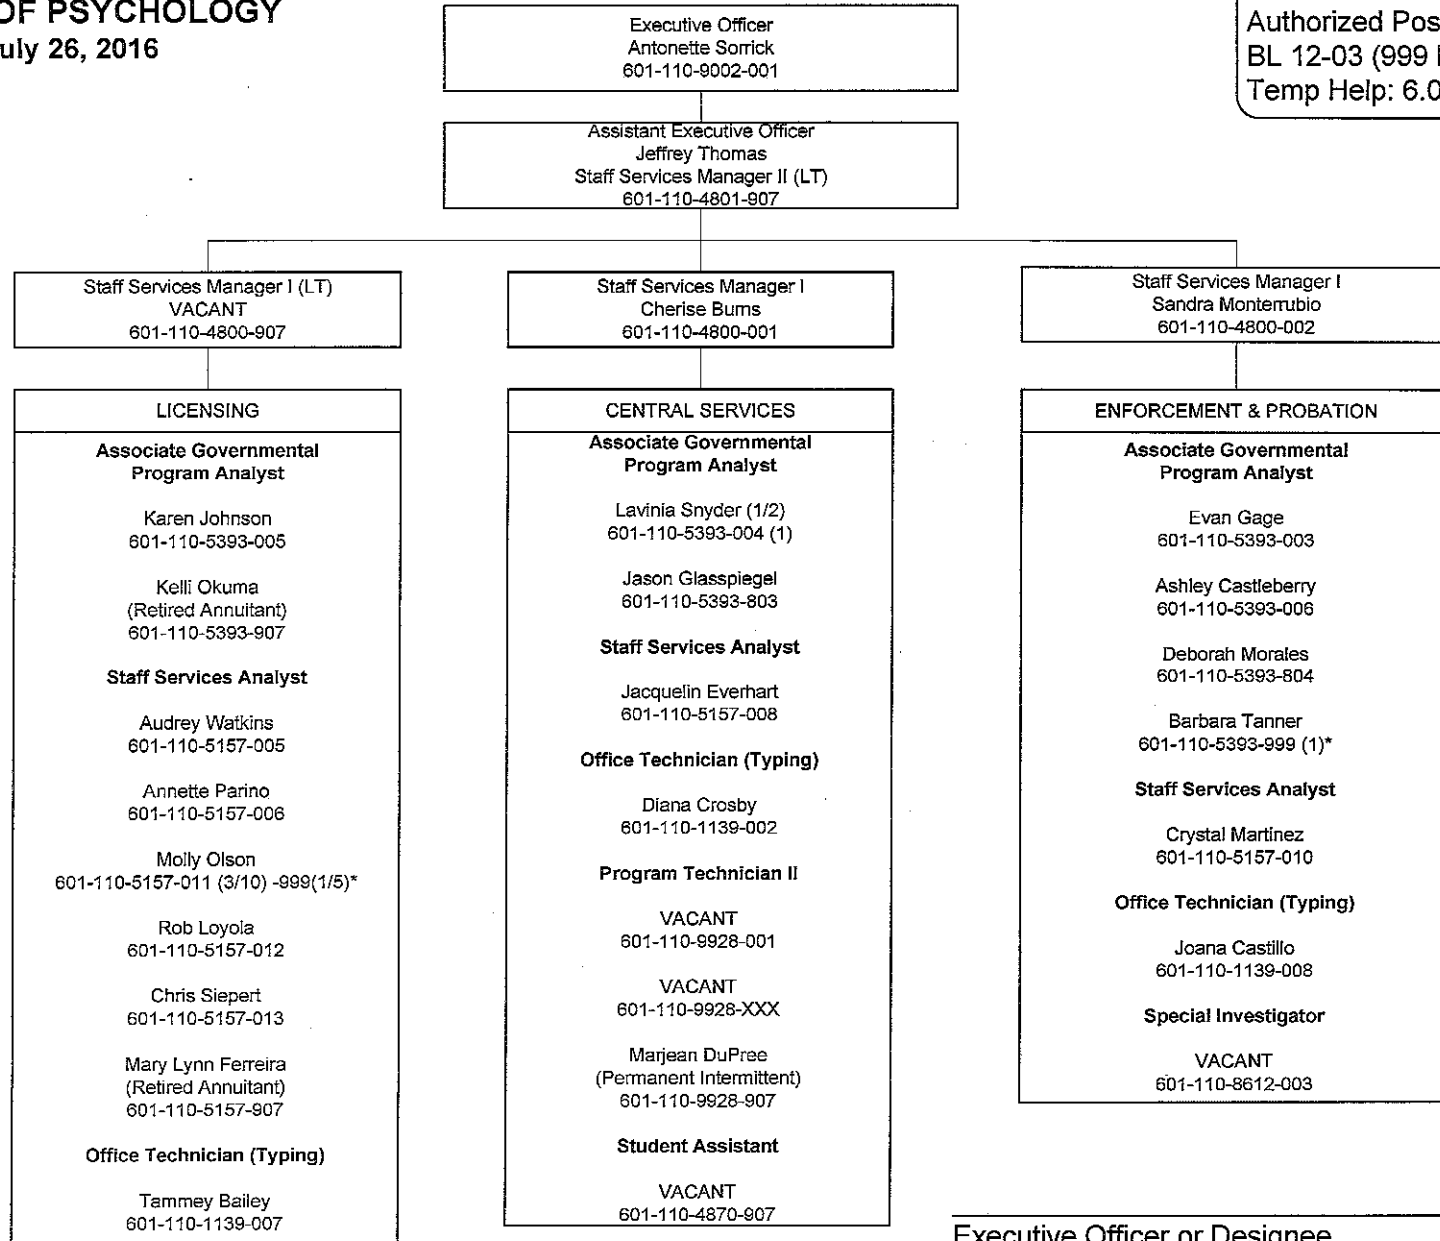 OF PSYCHOLOGY
uly 26, 2016
Executive Officer
Antonette Sorrick
601-110-9002-001
Authorized Pos
BL 12-03 (999
Temp Help: 6.0
Assistant Executive Officer
Jeffrey Thomas
Staff Services Manager II (LT)
601-110-4801-907
Staff Services Manager I (LT)
VACANT
601-110-4800-907
Staff Services Manager I
Cherise Burns
601-110-4800-001
Staff Services Manager I
Sandra Monterrubio
601-110-4800-002
LICENSING
Associate Governmental
Program Analyst
Karen Johnson
601-110-5393-005
Kelli Okuma
(Retired Annuitant)
601-110-5393-907
Staff Services Analyst
Audrey Watkins
601-110-5157-005
Annette Parino
601-110-5157-006
Molly Olson
601-110-5157-011 (3/10) -999(1/5)*
Rob Loyola
601-110-5157-012
Chris Siepert
601-110-5157-013
Mary Lynn Ferreira
(Retired Annuitant)
601-110-5157-907
Office Technician (Typing)
Tammey Bailey
601-110-1139-007
CENTRAL SERVICES
Associate Governmental
Program Analyst
Lavinia Snyder (1/2)
601-110-5393-004 (1)
Jason Glasspiegel
601-110-5393-803
Staff Services Analyst
Jacquelin Everhart
601-110-5157-008
Office Technician (Typing)
Diana Crosby
601-110-1139-002
Program Technician II
VACANT
601-110-9928-001
VACANT
601-110-9928-XXX
Marjean DuPree
(Permanent Intermittent)
601-110-9928-907
Student Assistant
VACANT
601-110-4870-907
ENFORCEMENT & PROBATION
Associate Governmental
Program Analyst
Evan Gage
601-110-5393-003
Ashley Castleberry
601-110-5393-006
Deborah Morales
601-110-5393-804
Barbara Tanner
601-110-5393-999 (1)*
Staff Services Analyst
Crystal Martinez
601-110-5157-010
Office Technician (Typing)
Joana Castillo
601-110-1139-008
Special Investigator
VACANT
601-110-8612-003
Executive Officer or Designee